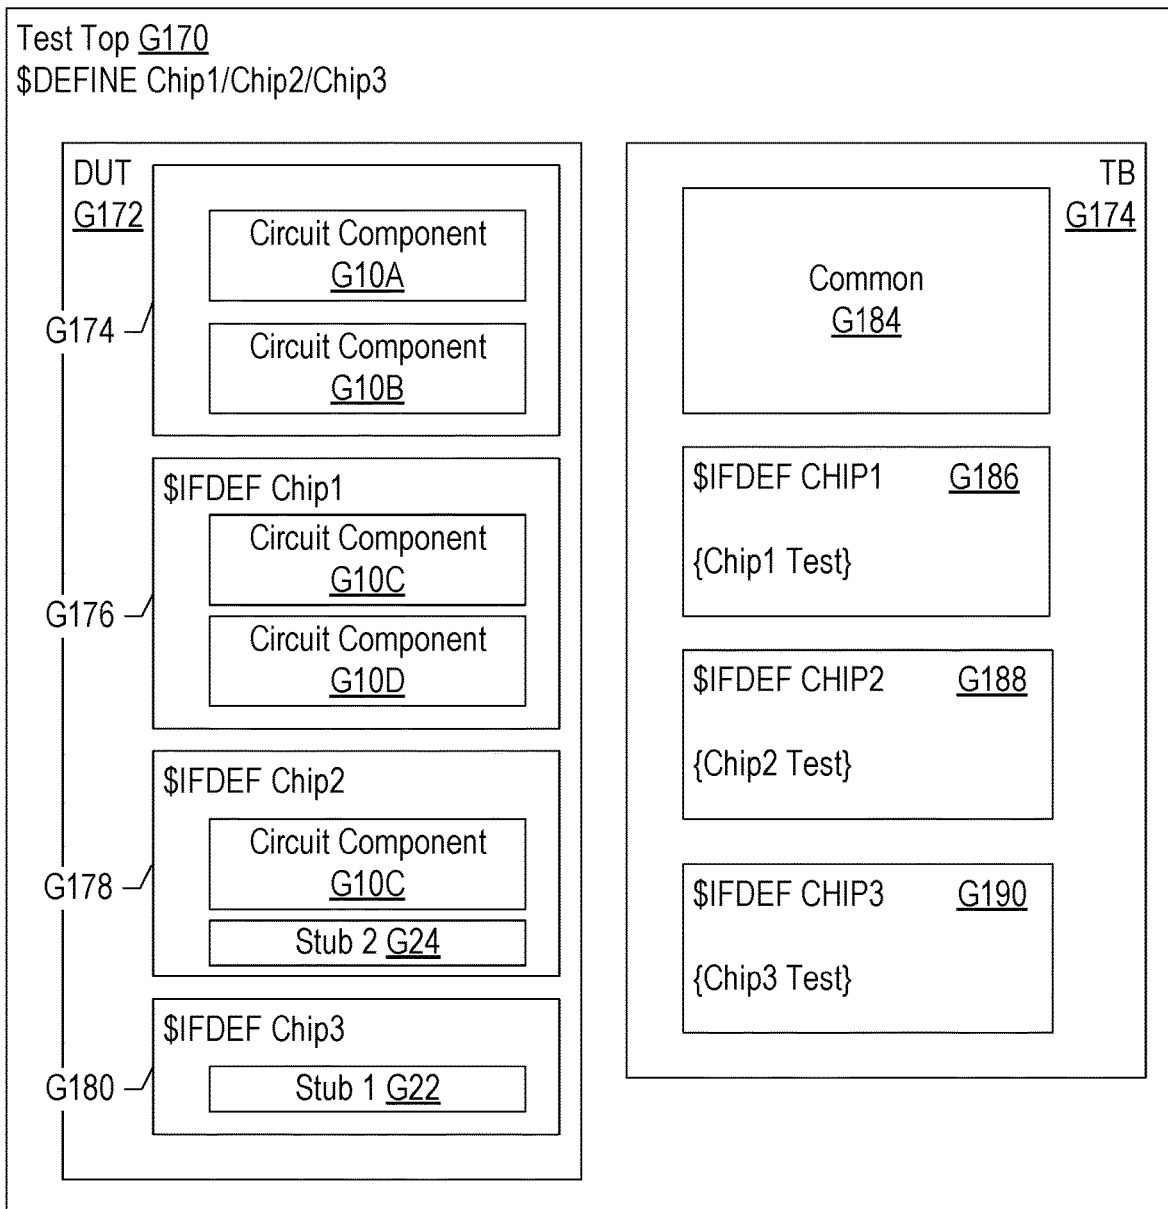 Test Top G170
$DEFINE Chip1/Chip2/Chip3
DUT
G172
Circuit Component
G10A
Circuit Component
G10B
G174
$IFDEF Chip1
Circuit Component
G10C
Circuit Component
G10D
G176
$IFDEF Chip2
Circuit Component
G10C
Stub 2 G24
G178
$IFDEF Chip3
Stub 1 G22
G180
TB
G174
Common
G184
$IFDEF CHIP1 G186
{Chip1 Test}
$IFDEF CHIP2 G188
{Chip2 Test}
$IFDEF CHIP3 G190
{Chip3 Test}